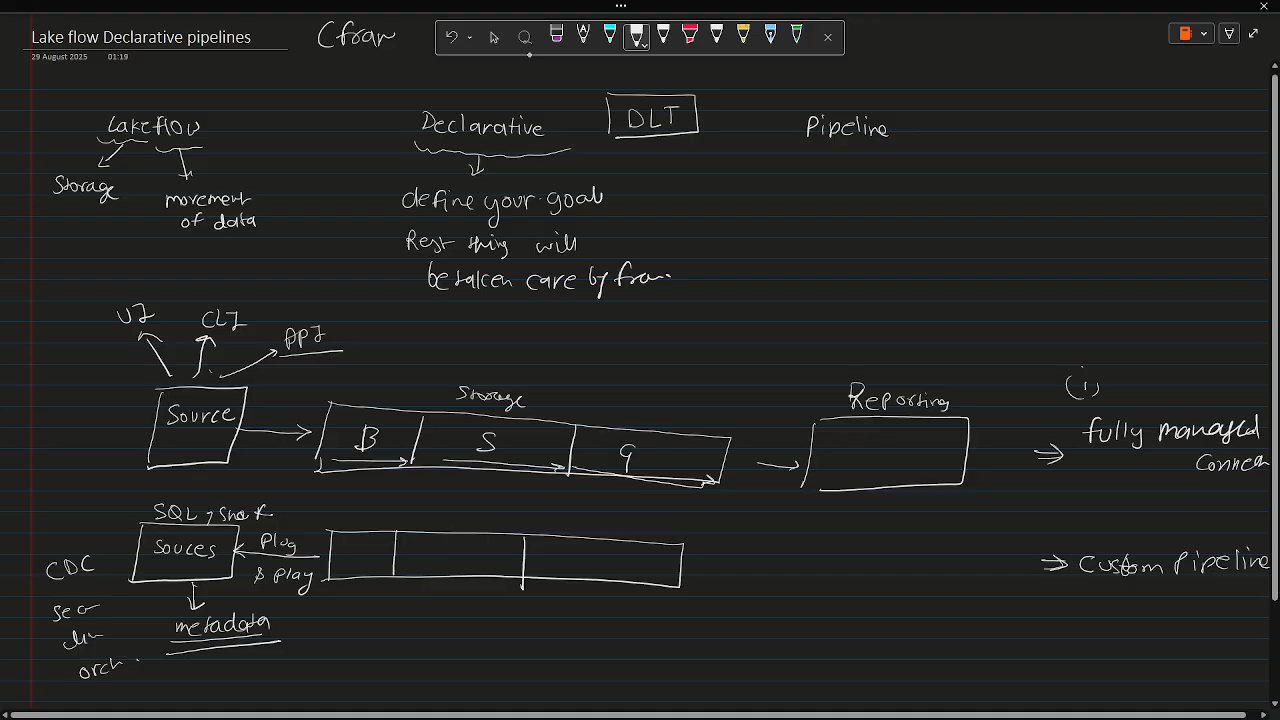 Lake flow Declarative pipelines
29 August 2025 01:19
(fram
Lakeflow
Declarative
DLT
Pipeline
Storage
movement
of data
define your goal
Rest thing will
be taken care by fram
UI
CLI
API
Source
Storage
B S G
Reporting
(i)
fully managed
connec
SQL,
Souces
Plug
& play
CDC
metadata
orch
=> Custom Pipeline